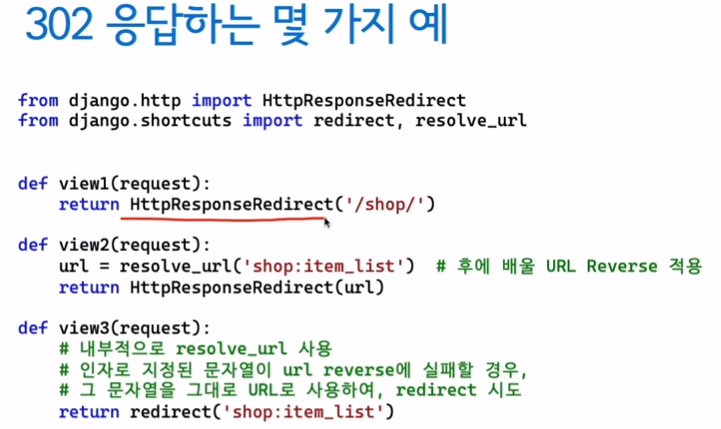 302 응답하는 몇 가지 예
from django.http import HttpResponseRedirect
from django.shortcuts import redirect, resolve_url
def view1(request):
return HttpResponseRedirect('/shop/')
def view2(request):
url = resolve_url('shop:item_list') # 후에 배울 URL Reverse 적용
return HttpResponseRedirect(url)
def view3(request):
# 내부적으로 resolve_url 사용
# 인자로 지정된 문자열이 url reverse에 실패할 경우,
# 그 문자열을 그대로 URL로 사용하여, redirect 시도
return redirect('shop:item_list')